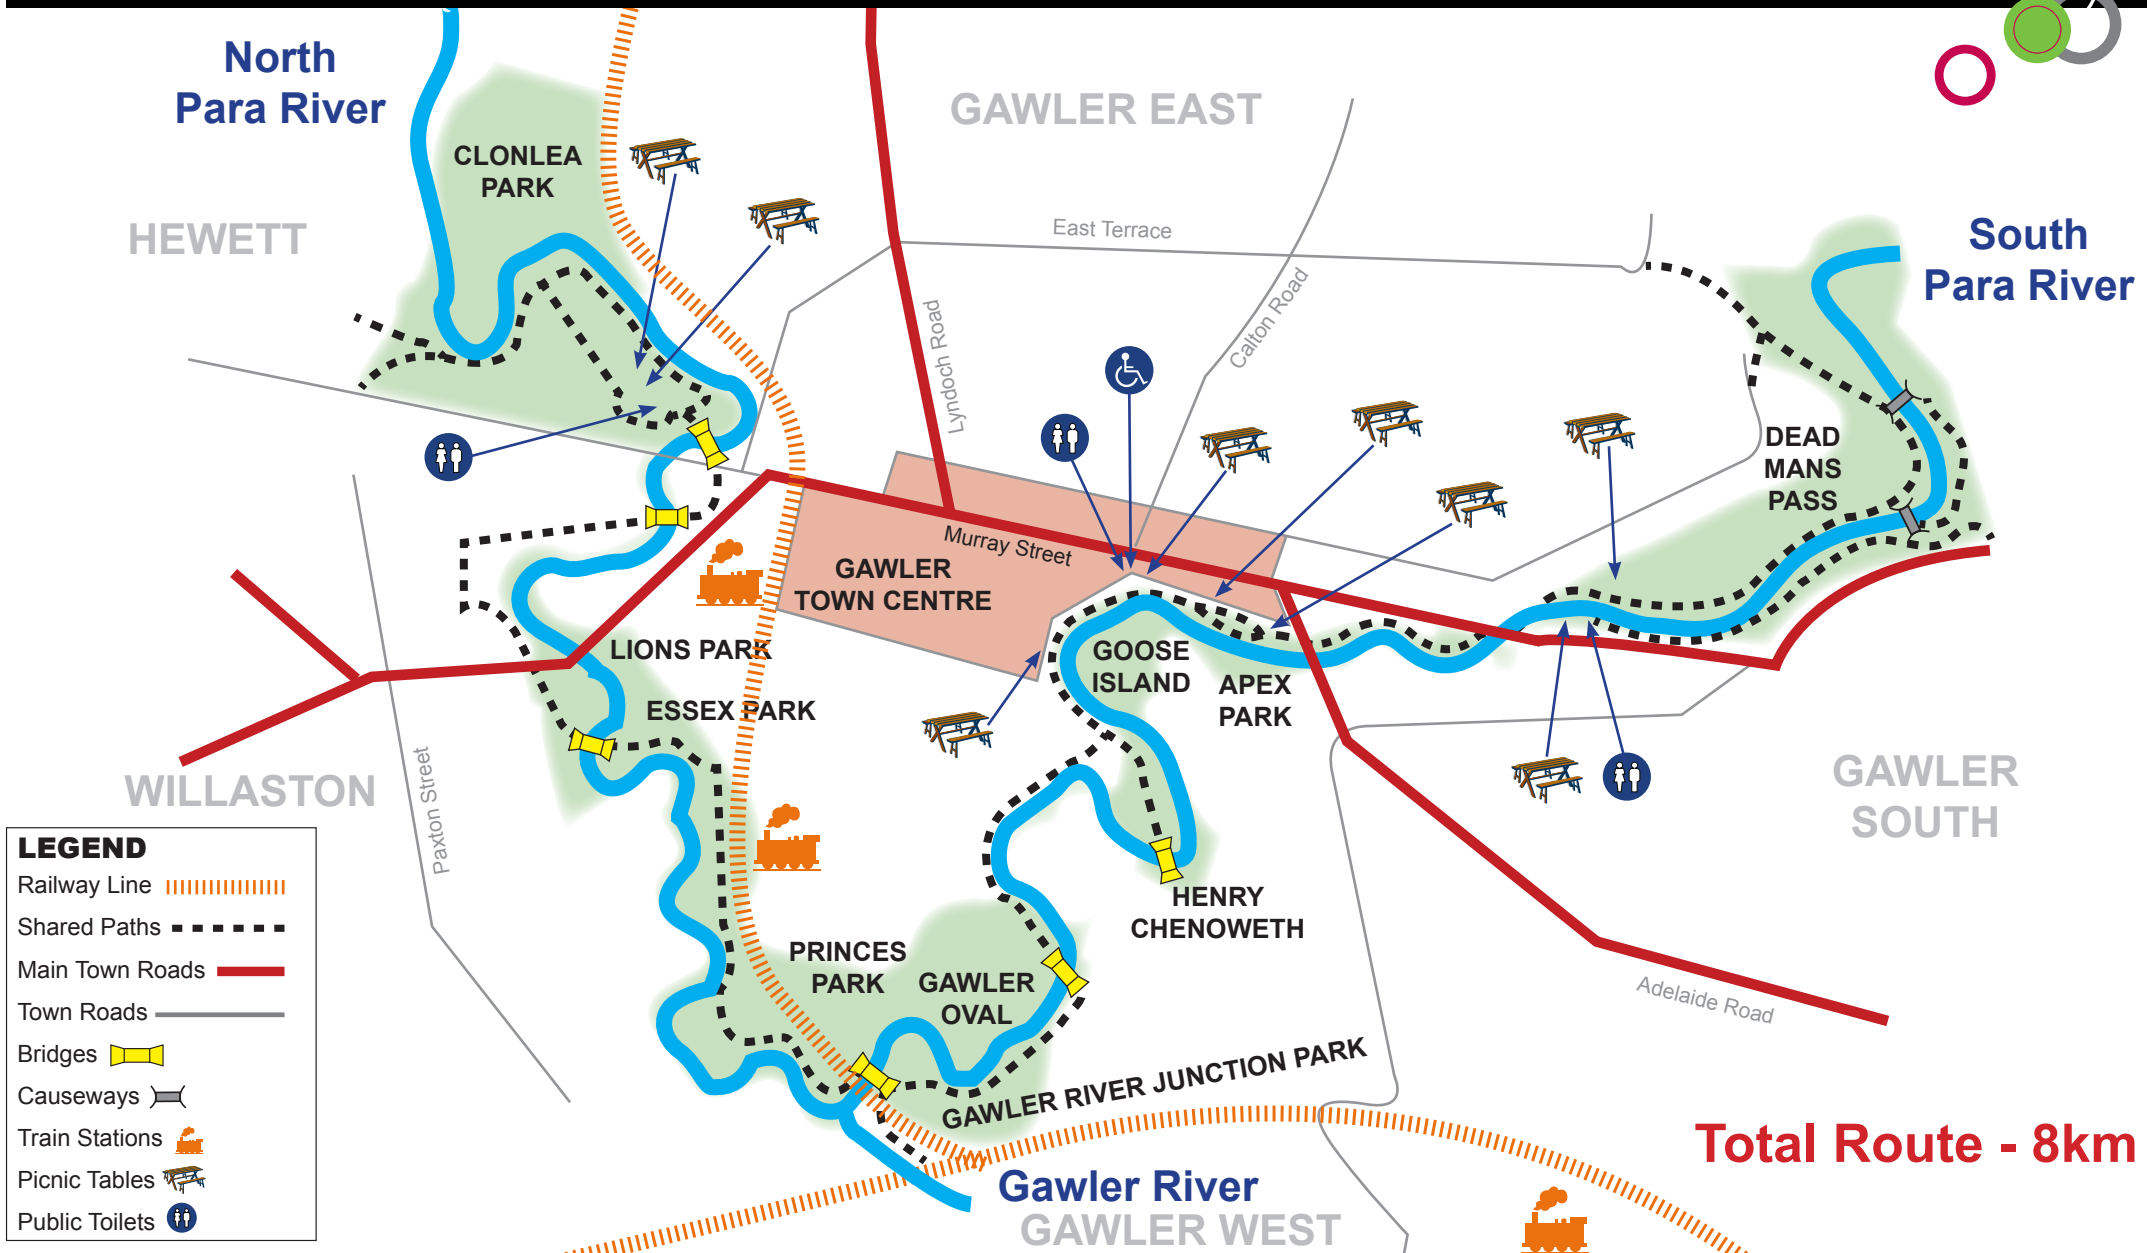 North
Para River
GAWLER EAST
CLONLEA
PARK
HEWETT
East Terrace
South
Para River
Lyndoch Road
Calton Road
DEAD
MANS
PASS
Murray Street
GAWLER
TOWN CENTRE
LIONS PARK
GOOSE
ISLAND
APEX
PARK
ESSEX PARK
WILLASTON
Paxton Street
GAWLER
SOUTH
HENRY
CHENOWETH
PRINCES
PARK
GAWLER
OVAL
Adelaide Road
GAWLER RIVER JUNCTION PARK
Total Route - 8km
Gawler River
GAWLER WEST
LEGEND
Railway Line
Shared Paths
Main Town Roads
Town Roads
Bridges
Causeways
Train Stations
Picnic Tables
Public Toilets